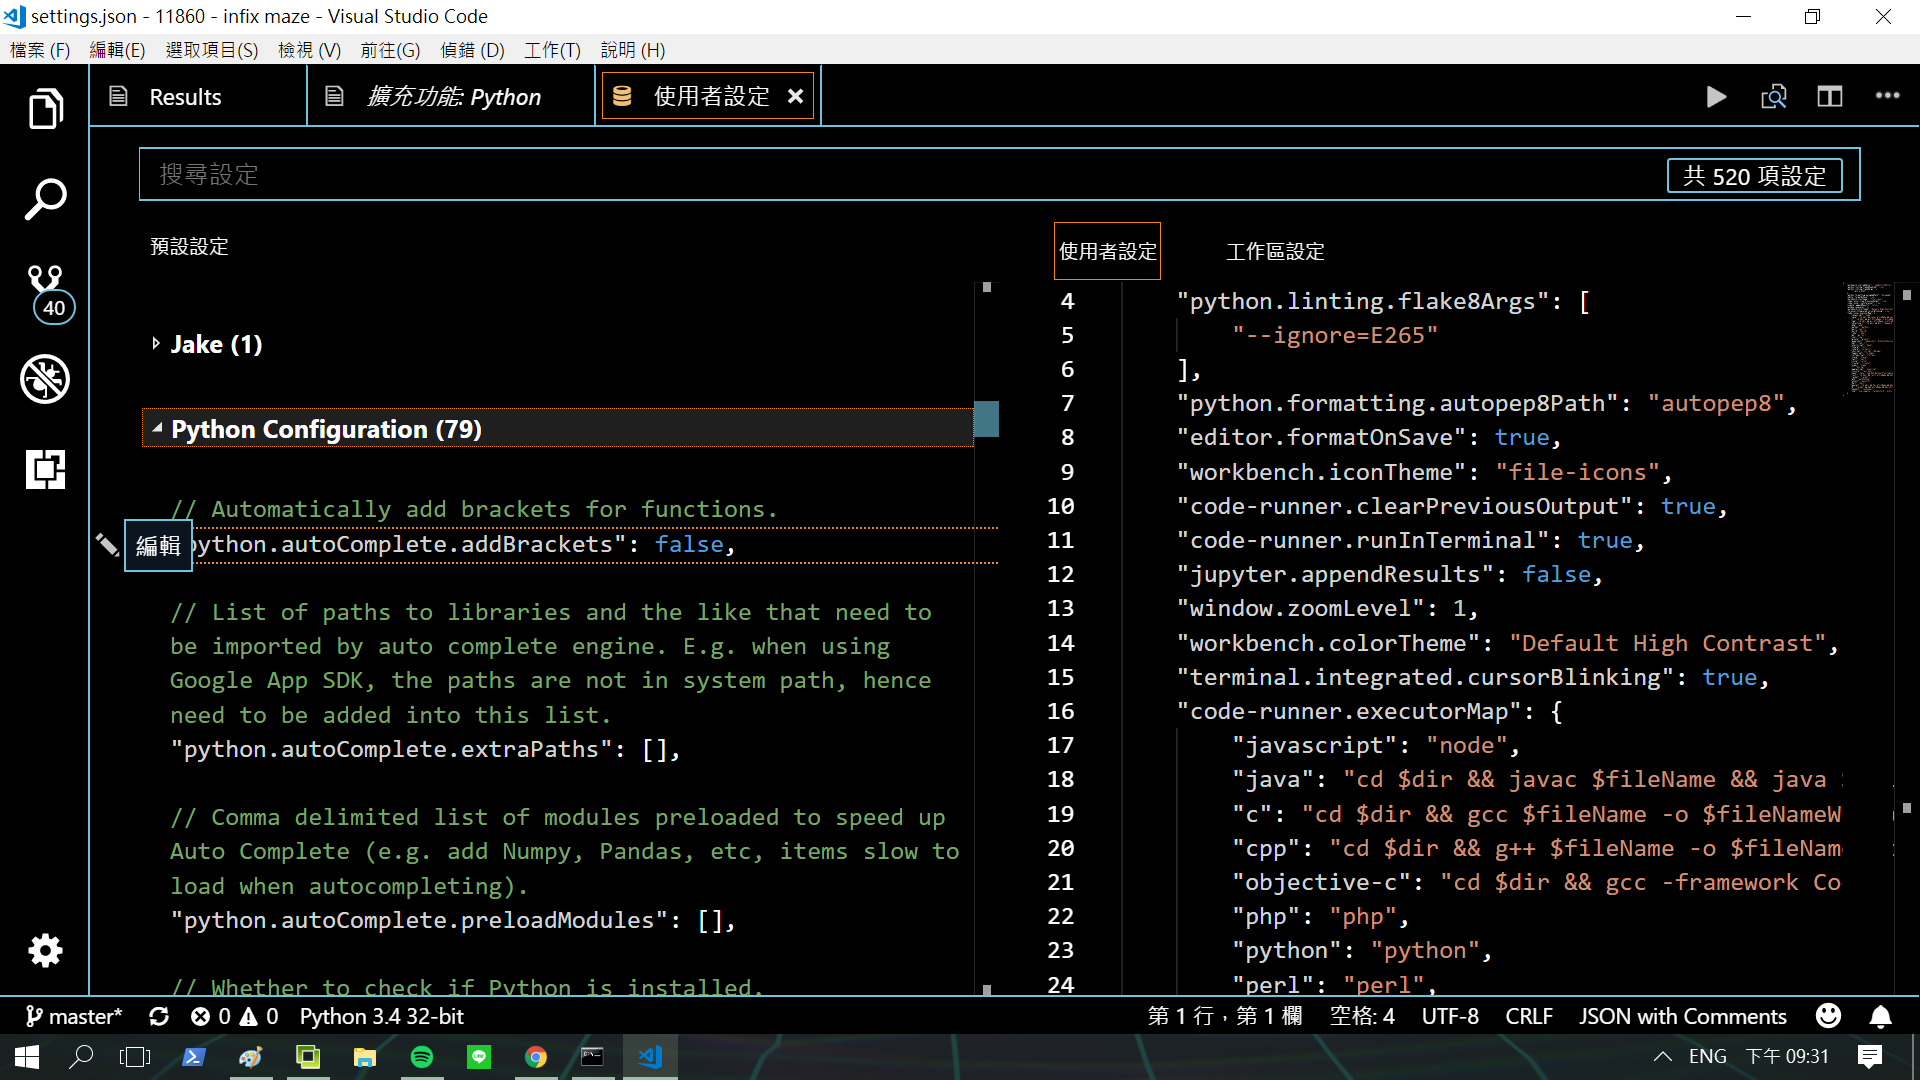 settings.json - 11860 - infix maze - Visual Studio Code
檔案 (F) 編輯(E) 選取項目(S) 檢視 (V) 前往(G) 偵錯 (D) 工作(T) 說明 (H)
Results
擴充功能: Python
使用者設定
搜尋設定
共 520 項設定
40
預設設定
Jake (1)
Python Configuration (79)
// Automatically add brackets for functions.
編輯
python.autoComplete.addBrackets": false,
// List of paths to libraries and the like that need to
be imported by auto complete engine. E.g. when using
Google App SDK, the paths are not in system path, hence
need to be added into this list.
"python.autoComplete.extraPaths": [],
// Comma delimited list of modules preloaded to speed up
Auto Complete (e.g. add Numpy, Pandas, etc, items slow to
load when autocompleting).
"python.autoComplete.preloadModules": [],
// Whether to check if Python is installed.
使用者設定 工作區設定
4 "python.linting.flake8Args": [
5 "--ignore=E265"
6 ],
7 "python.formatting.autopep8Path": "autopep8",
8 "editor.formatOnSave": true,
9 "workbench.iconTheme": "file-icons",
10 "code-runner.clearPreviousOutput": true,
11 "code-runner.runInTerminal": true,
12 "jupyter.appendResults": false,
13 "window.zoomLevel": 1,
14 "workbench.colorTheme": "Default High Contrast",
15 "terminal.integrated.cursorBlinking": true,
16 "code-runner.executorMap": {
17 "javascript": "node",
18 "java": "cd $dir && javac $fileName && java
19 "c": "cd $dir && gcc $fileName -o $fileNameW
20 "cpp": "cd $dir && g++ $fileName -o $fileNam
21 "objective-c": "cd $dir && gcc -framework Co
22 "php": "php",
23 "python": "python",
24 "perl": "perl",
master* 0 0 Python 3.4 32-bit 第 1 行，第 1 欄 空格: 4 UTF-8 CRLF JSON with Comments
ENG 下午 09:31